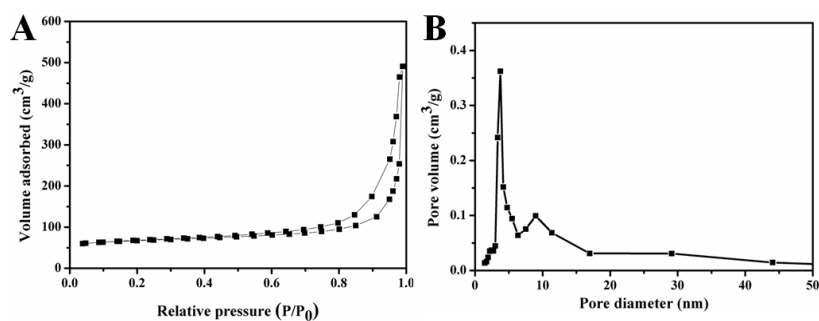 A
Volume adsorbed (cm³/g)
600
500
400
300
200
100
0
0.0 0.2 0.4 0.6 0.8 1.0
Relative pressure (P/P₀)
B
Pore volume (cm³/g)
0.4
0.3
0.2
0.1
0.0
0 10 20 30 40 50
Pore diameter (nm)